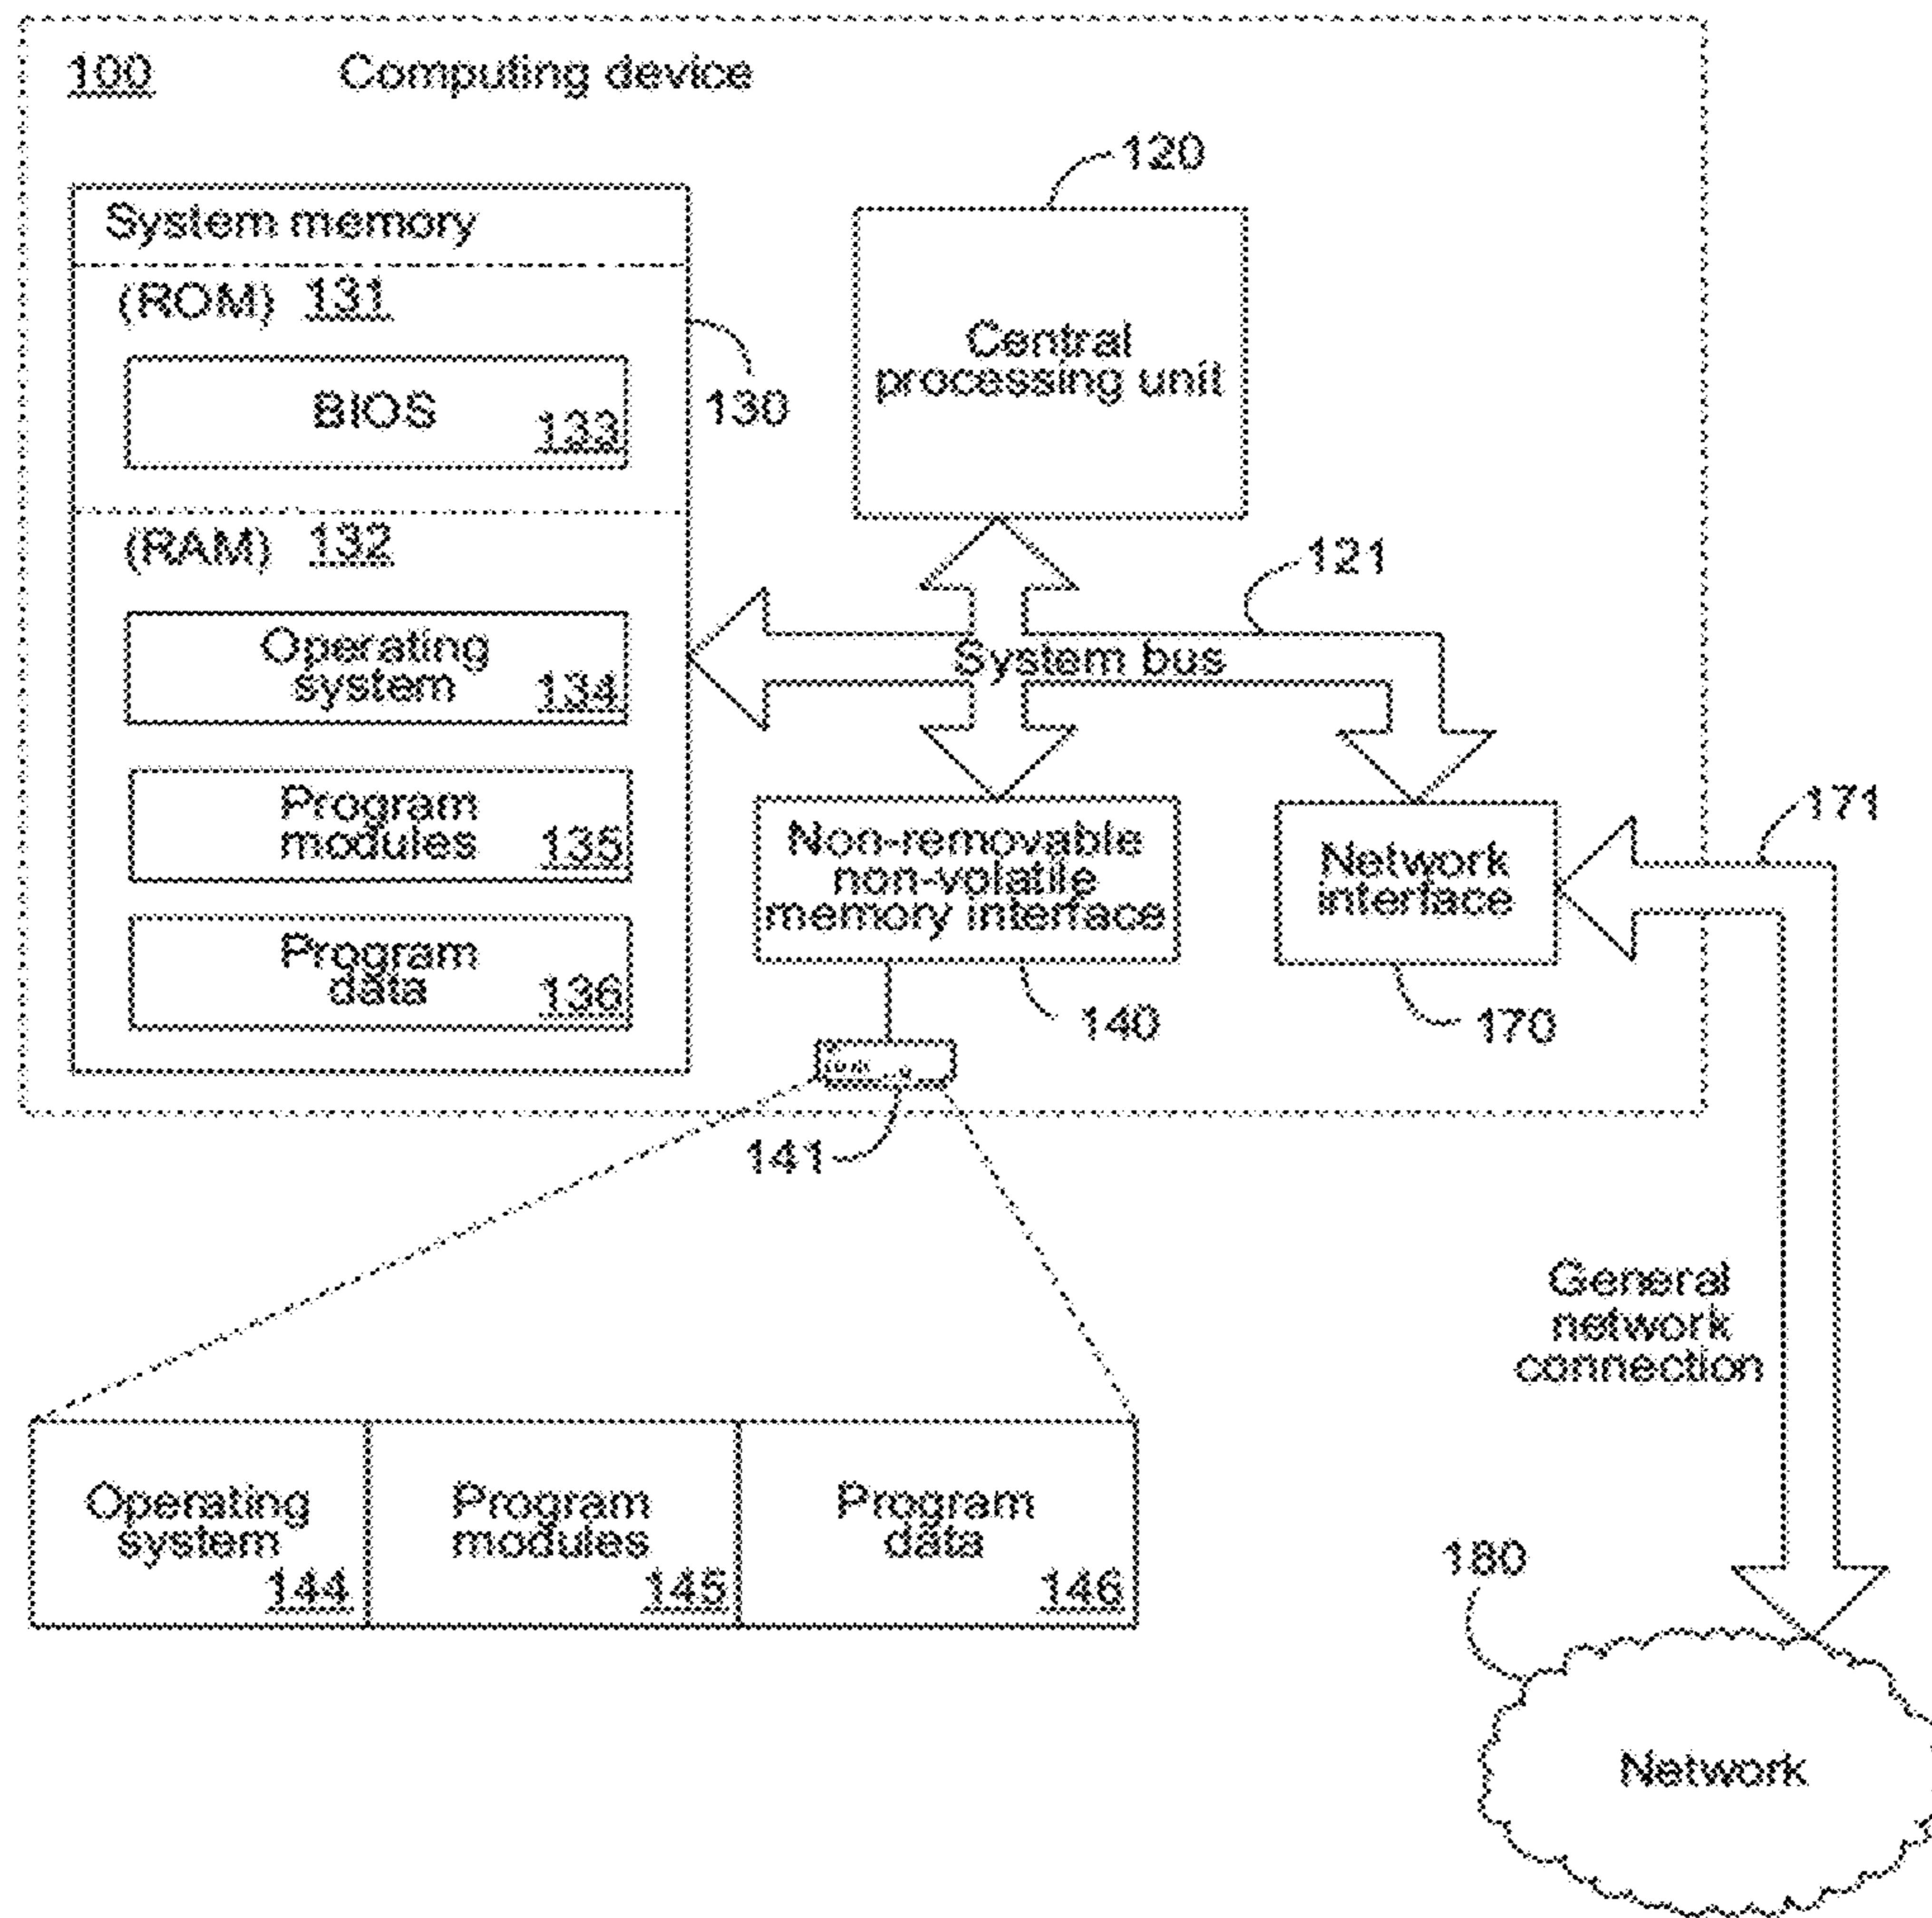 100 Computing device
120
System memory
(ROM) 131
BIOS 133
130
Central
processing unit
(RAM) 132
121
Operating
system 134
System bus
Program
modules 135
Non-removable
non-volatile
memory interface
Network
interface
171
Program
data 136
140
170
141
General
network
connection
Operating
system
144
Program
modules
145
Program
data
146
180
Network